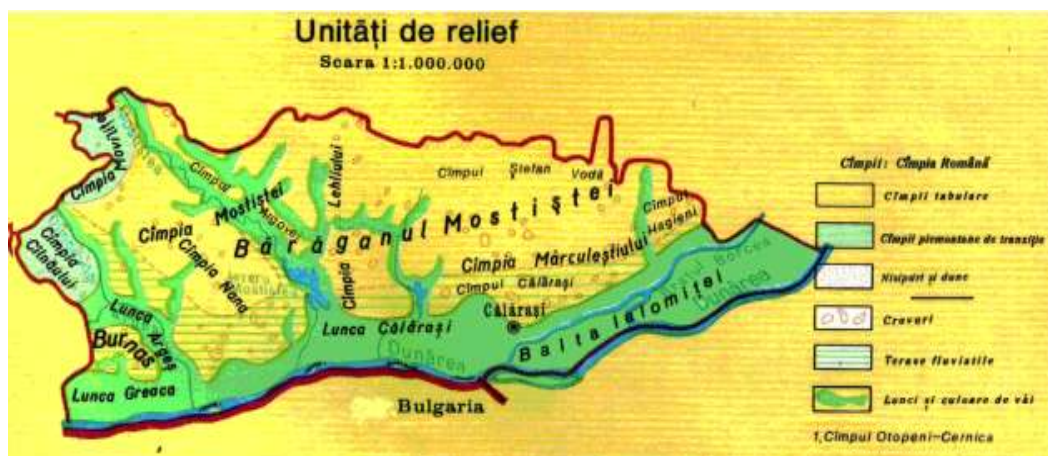 Unități de relief
Scara 1:1.000.000
Cîmpia
Cîmpul
Mostiștei
Lehliului
Cîmpul Ștefan Vodă
Cîmpia
Cîlnăului
Cîmpia
Cîmpia Nana
Bărăganul Mostiștei
Cîmpia
Cîmpia Mărculeștiului
Cîmpul Hagieni
Cîmpul Călărași
Călărași
Lunca Argeș
Burnas
Lunca Călărași
Dunărea
Borcea
Dunărea
Balta Ialomiței
Lunca Greaca
Bulgaria
Cîmpii: Cîmpia Română
Cîmpii tabulare
Cîmpii piemontane de tranziție
Nisipuri și dune
Crovuri
Terase fluviatile
Lunci și culoare de văi
1, Cîmpul Otopeni-Cernica